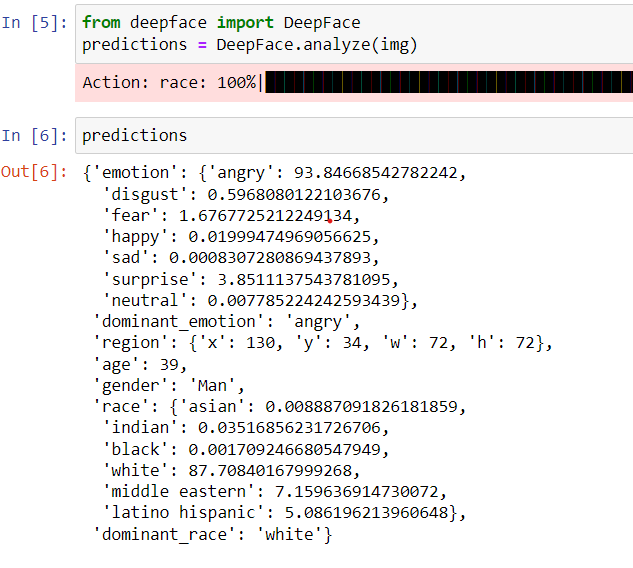 In [5]: from deepface import DeepFace
predictions = DeepFace.analyze(img)
Action: race: 100%|
In [6]: predictions
Out[6]: {'emotion': {'angry': 93.84668542782242,
'disgust': 0.5968080122103676,
'fear': 1.6767725212249134,
'happy': 0.01999474969056625,
'sad': 0.0008307280869437893,
'surprise': 3.8511137543781095,
'neutral': 0.007785224242593439},
'dominant_emotion': 'angry',
'region': {'x': 130, 'y': 34, 'w': 72, 'h': 72},
'age': 39,
'gender': 'Man',
'race': {'asian': 0.008887091826181859,
'indian': 0.03516856231726706,
'black': 0.001709246680547949,
'white': 87.70840167999268,
'middle eastern': 7.159636914730072,
'latino hispanic': 5.086196213960648},
'dominant_race': 'white'}